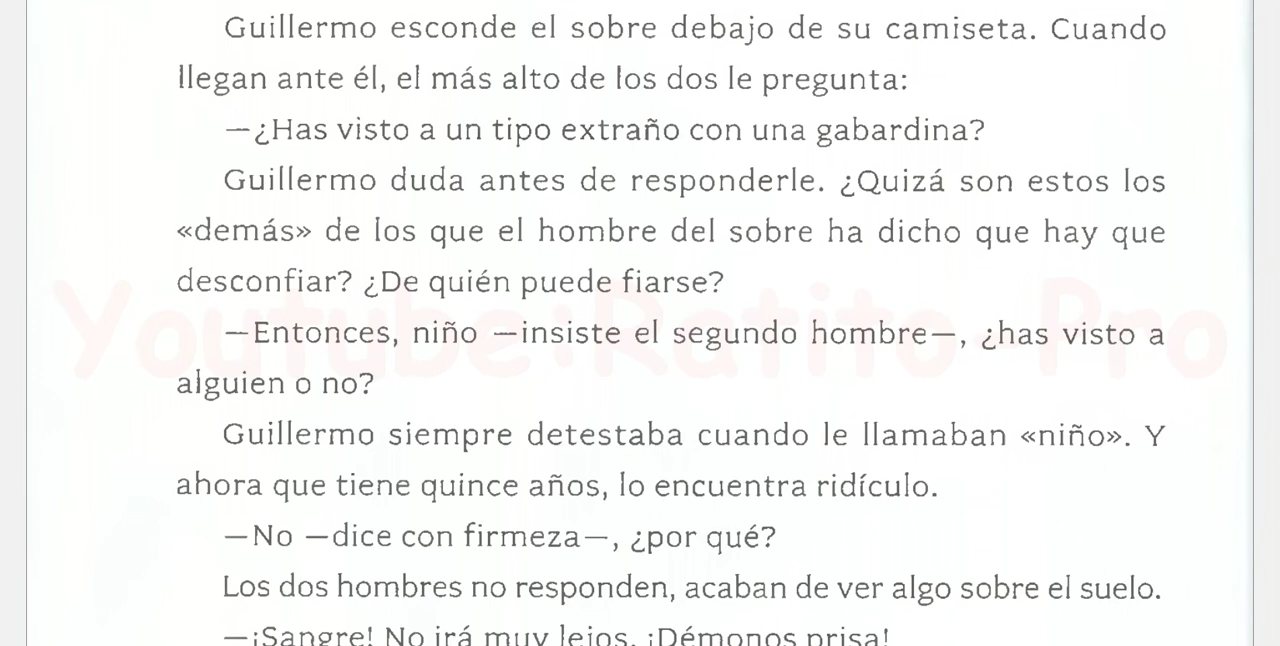 Guillermo esconde el sobre debajo de su camiseta. Cuando
llegan ante él, el más alto de los dos le pregunta:
—¿Has visto a un tipo extraño con una gabardina?
Guillermo duda antes de responderle. ¿Quizá son estos los
«demás» de los que el hombre del sobre ha dicho que hay que
desconfiar? ¿De quién puede fiarse?
Youtube:Ratito-Pro
—Entonces, niño —insiste el segundo hombre—, ¿has visto a
alguien o no?
Guillermo siempre detestaba cuando le llamaban «niño». Y
ahora que tiene quince años, lo encuentra ridículo.
—No —dice con firmeza—, ¿por qué?
Los dos hombres no responden, acaban de ver algo sobre el suelo.
—¡Sangre! No irá muy lejos. ¡Démonos prisa!